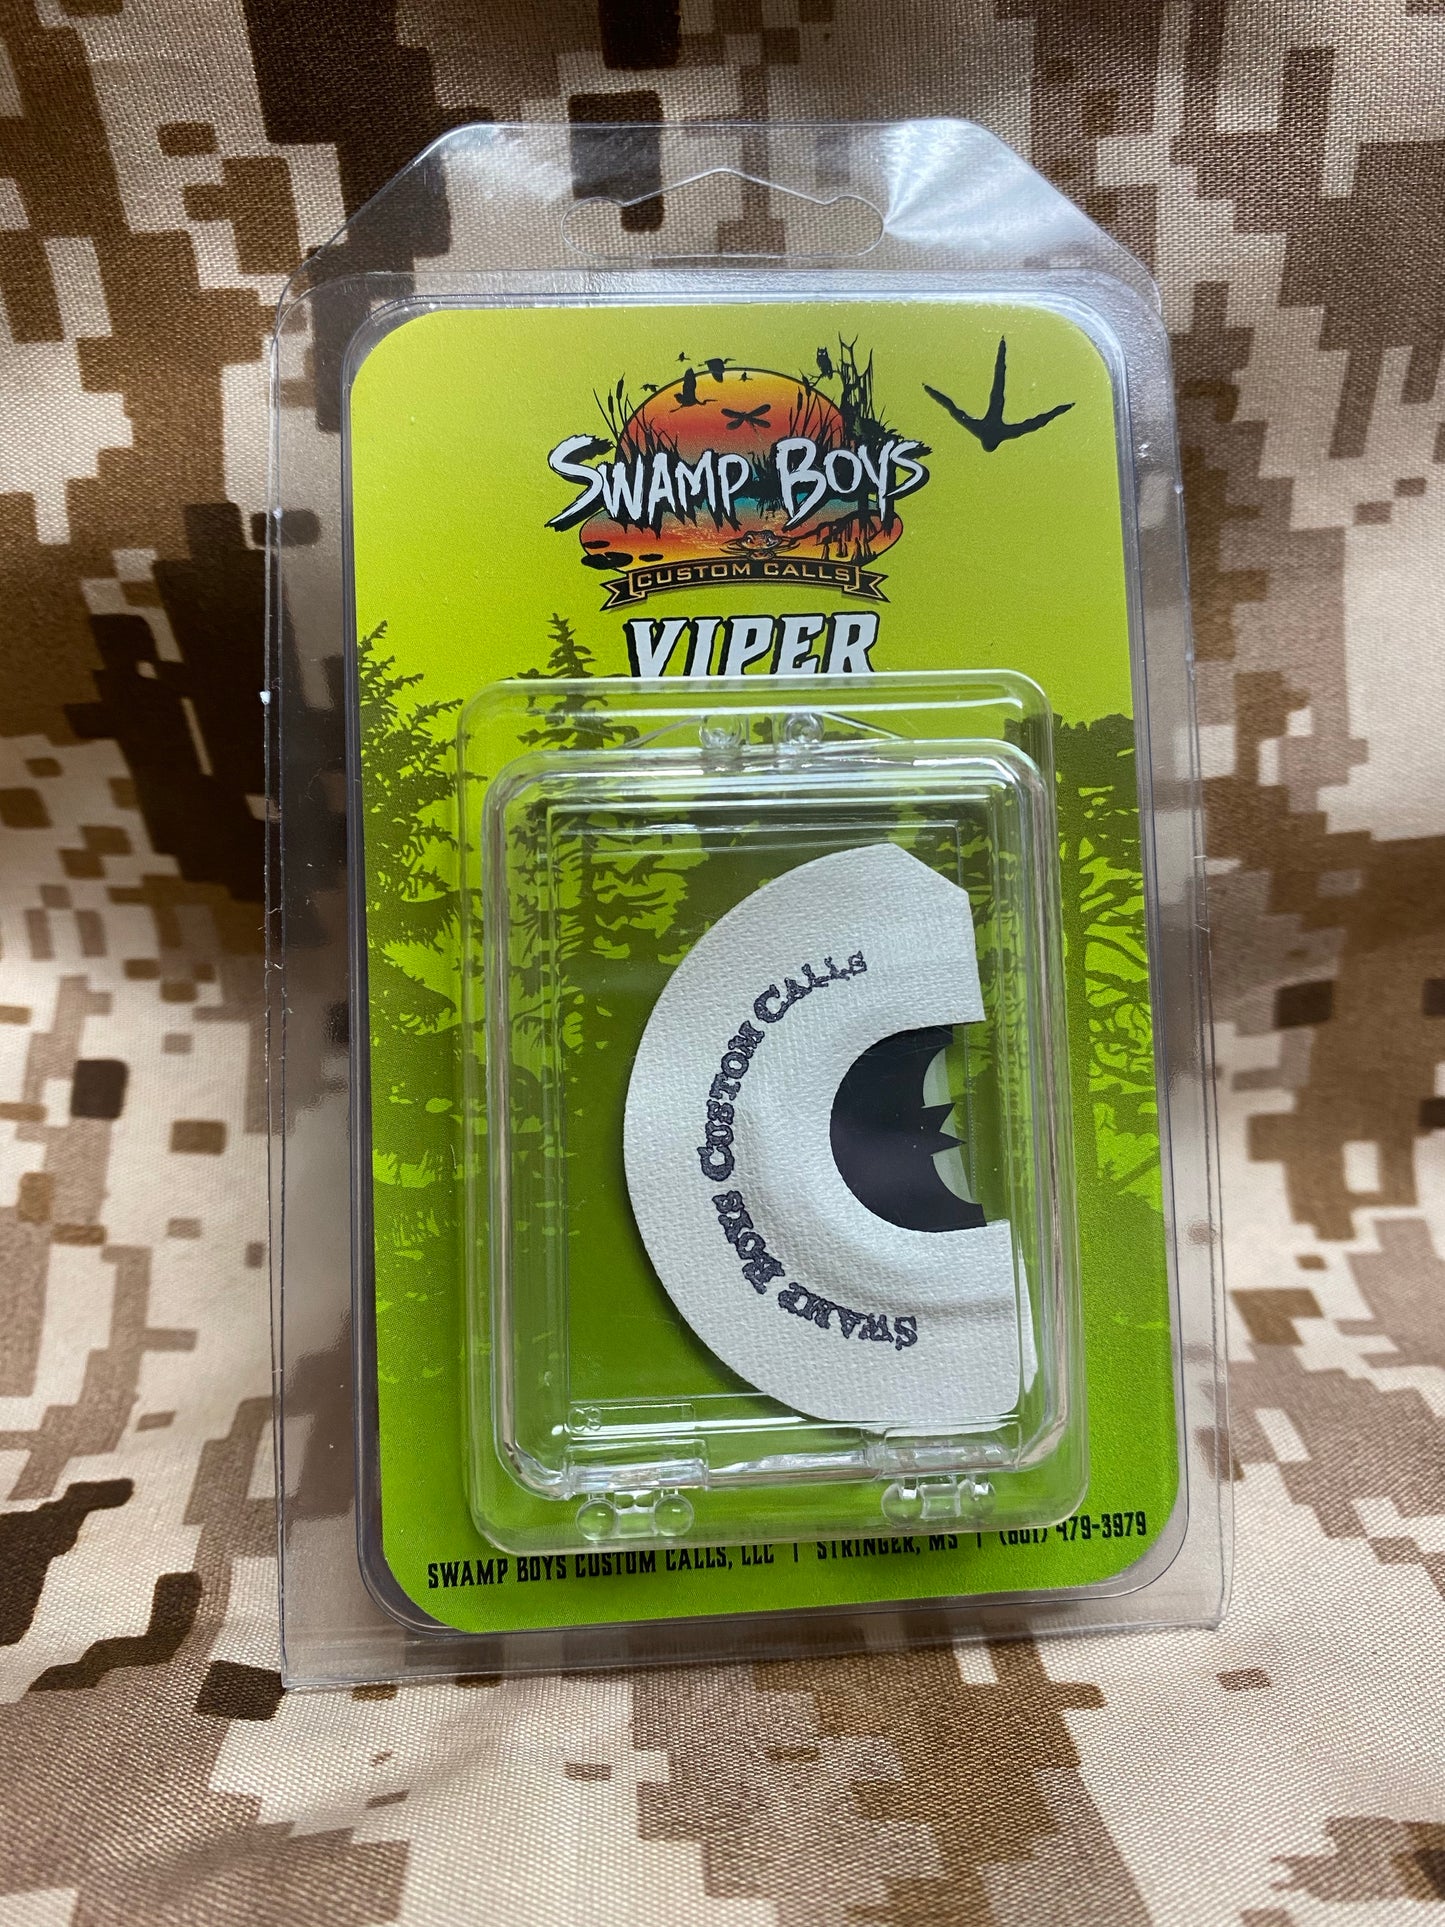 SWAMP BOYS
CUSTOM CALLS
VIPER
SWAMP BOYS CUSTOM CALLS
SWAMP BOYS CUSTOM CALLS, LLC | STRINGER, MS | (601) 479-3979